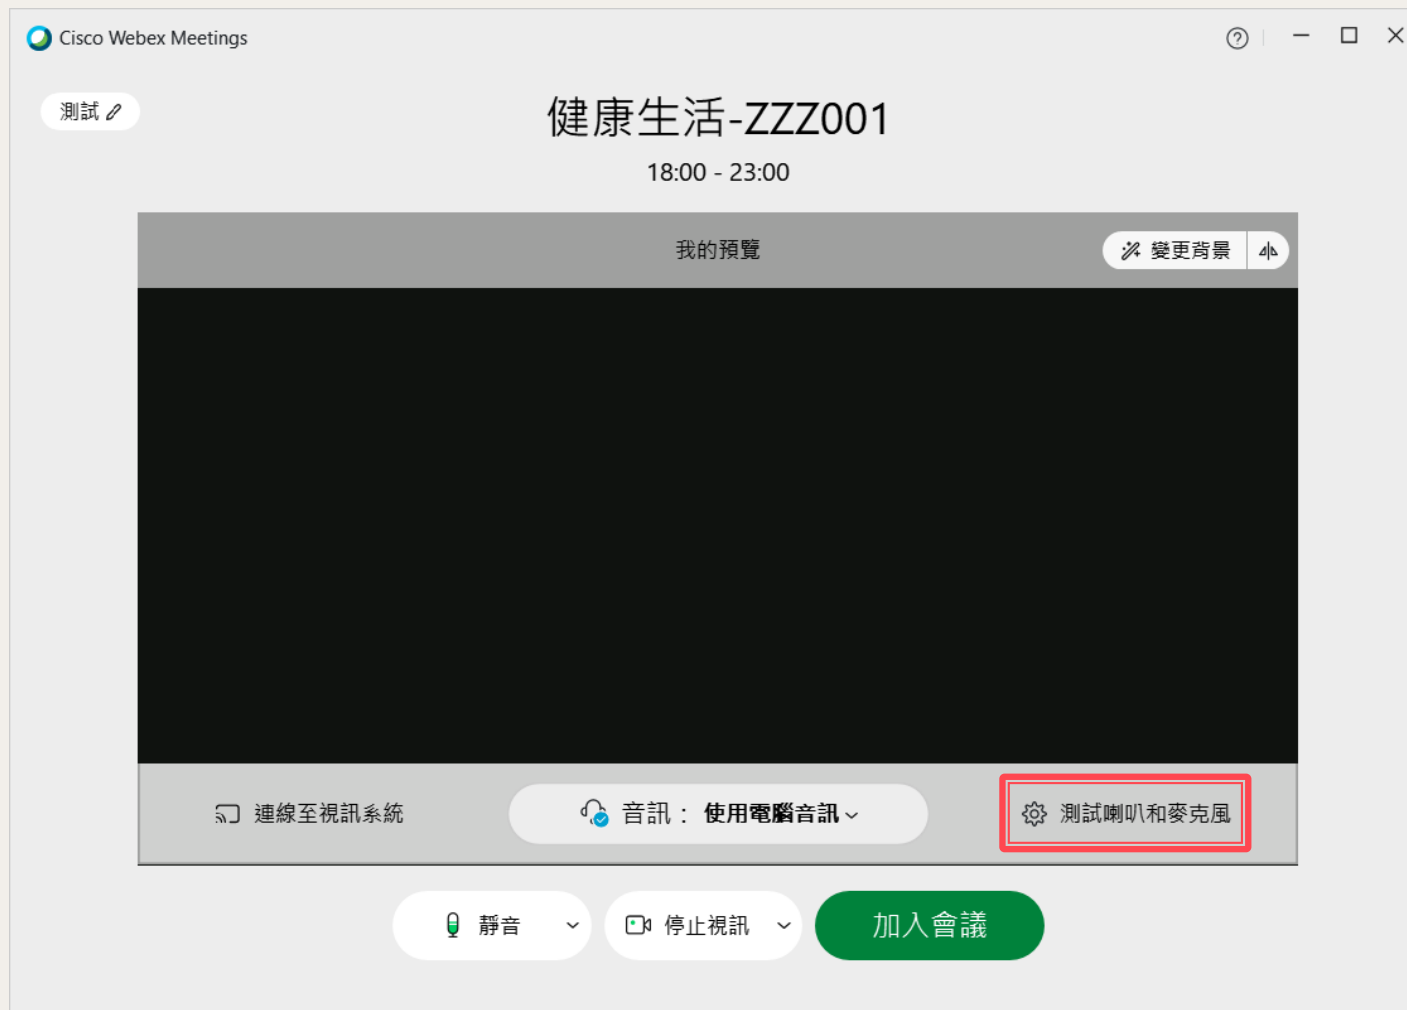 Cisco Webex Meetings
測試
健康生活-ZZZ001
18:00 - 23:00
我的預覽
變更背景
連線至視訊系統
音訊： 使用電腦音訊
測試喇叭和麥克風
靜音
停止視訊
加入會議